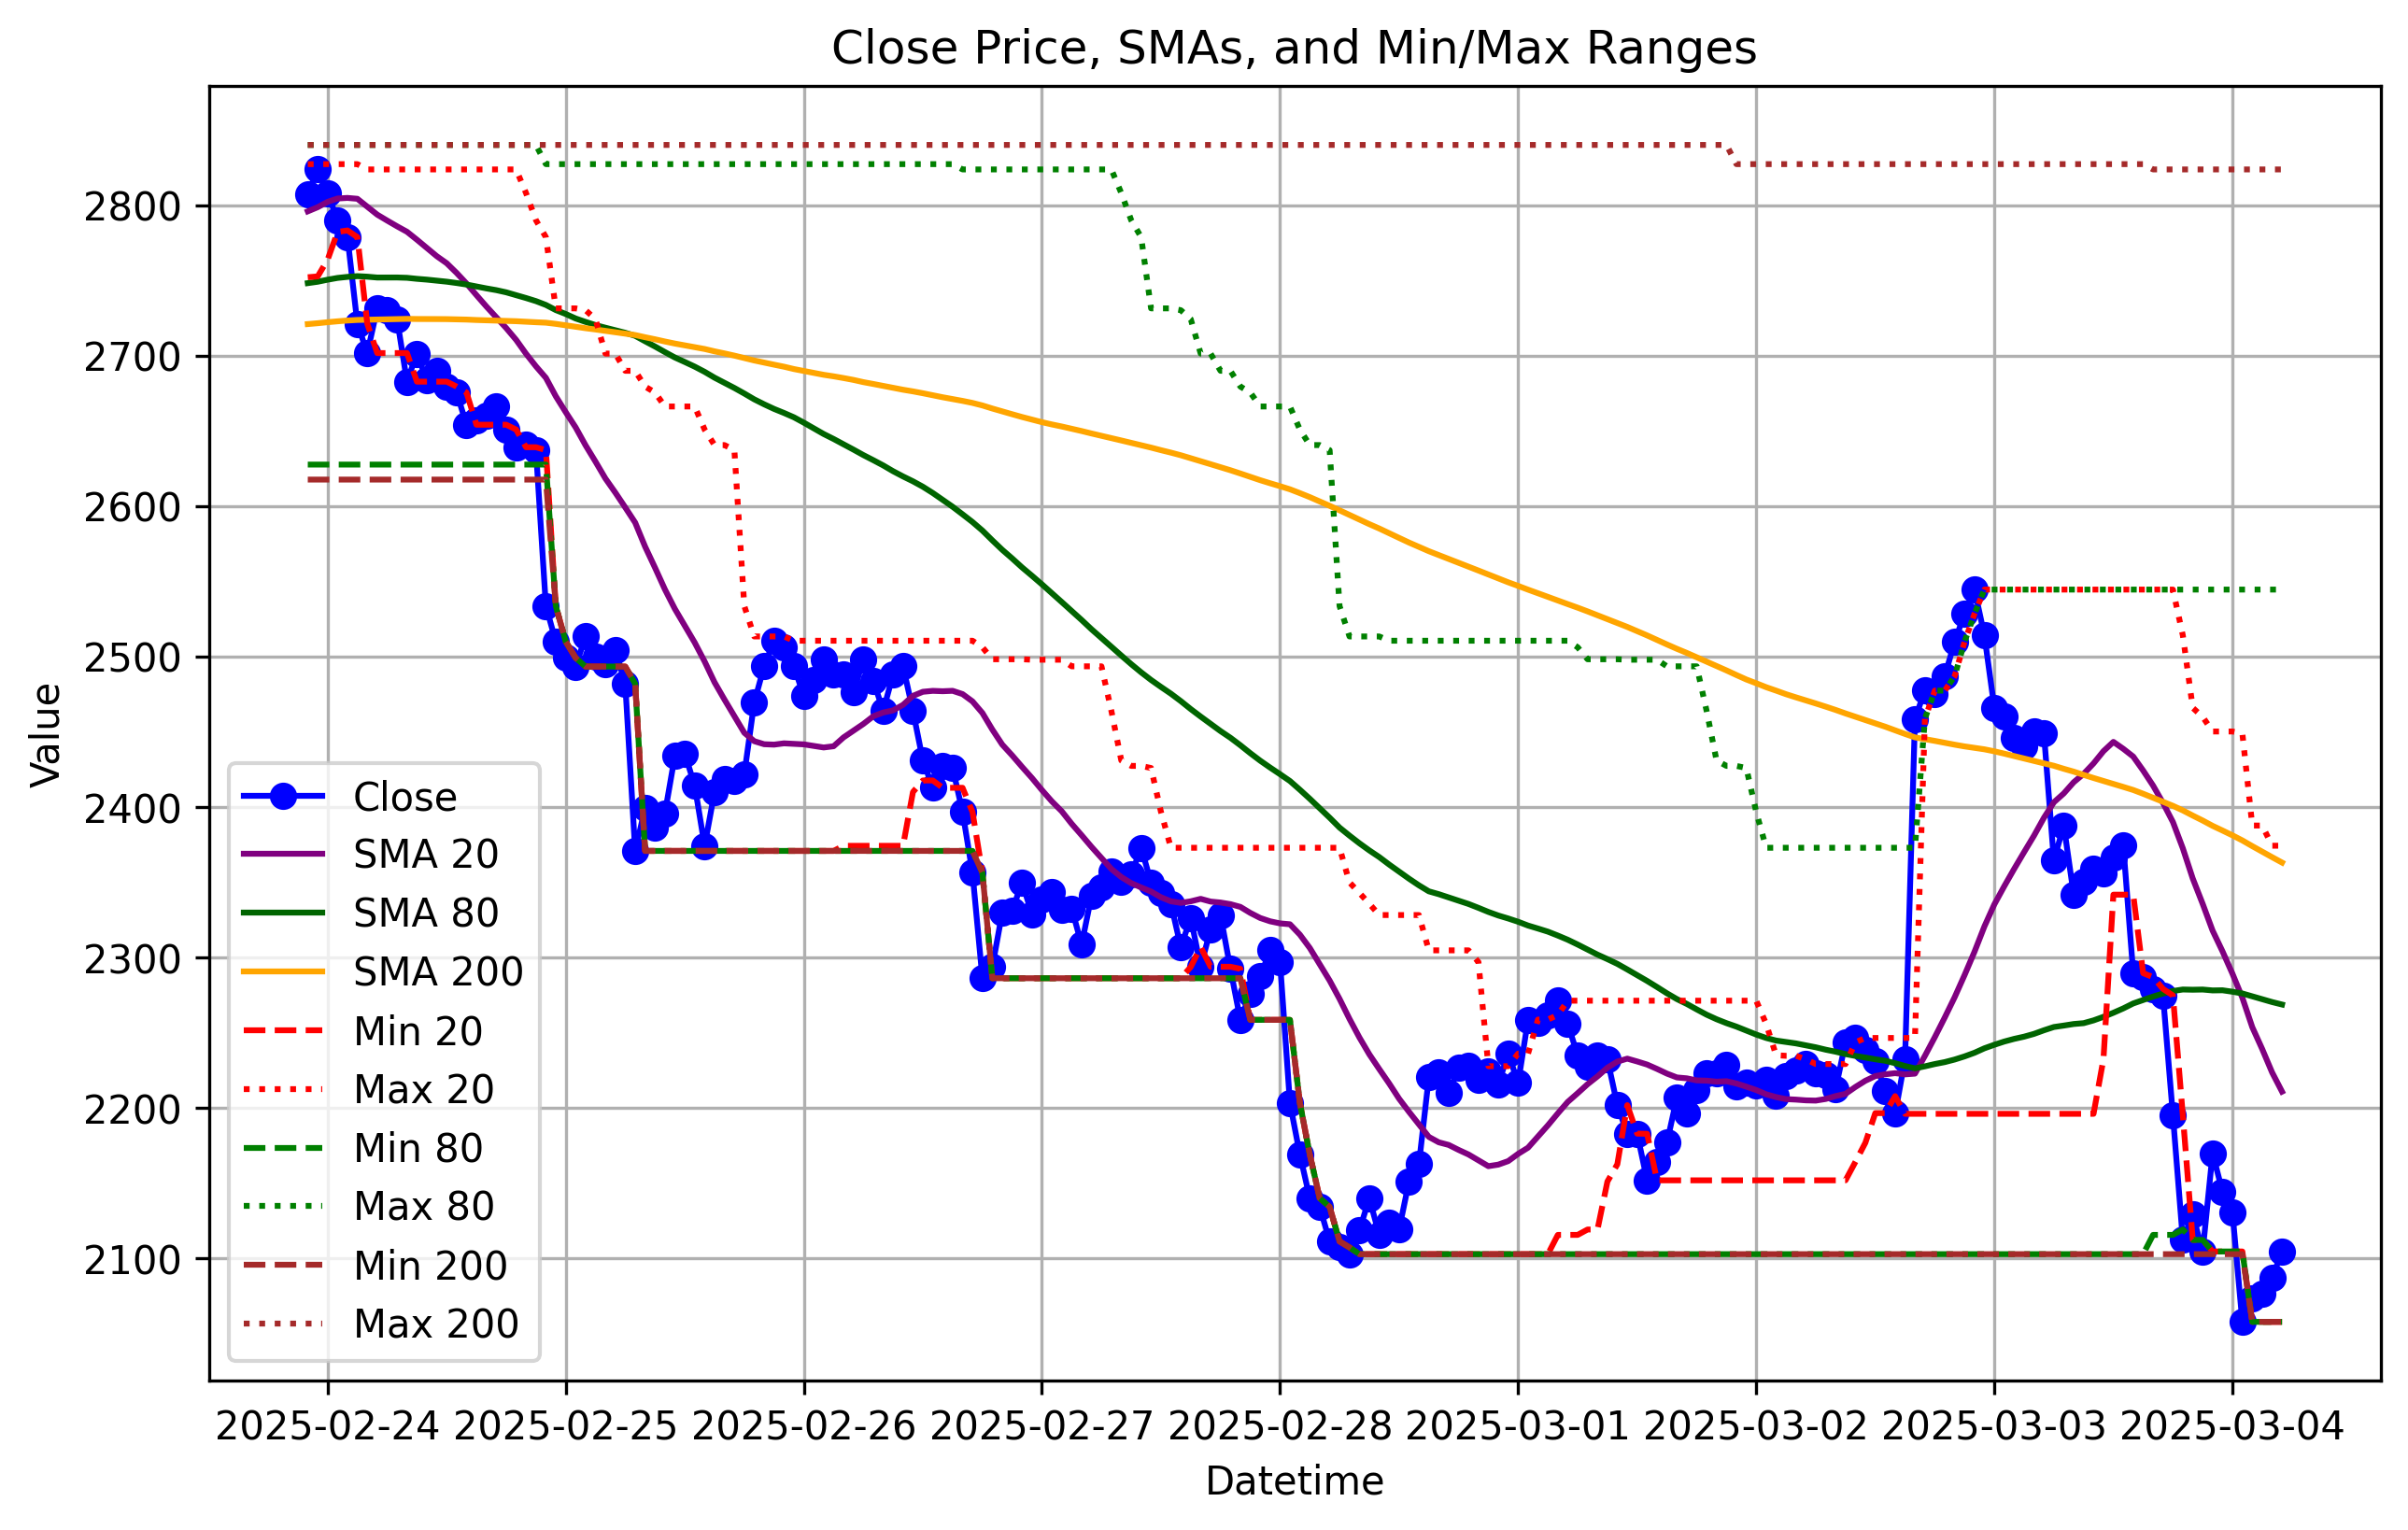 Close Price, SMAs, and Min/Max Ranges
Value
2800
2700
2600
2500
2400
2300
2200
2100
Close
SMA 20
SMA 80
SMA 200
Min 20
Max 20
Min 80
Max 80
Min 200
Max 200
2025-02-24 2025-02-25 2025-02-26 2025-02-27 2025-02-28 2025-03-01 2025-03-02 2025-03-03 2025-03-04
Datetime